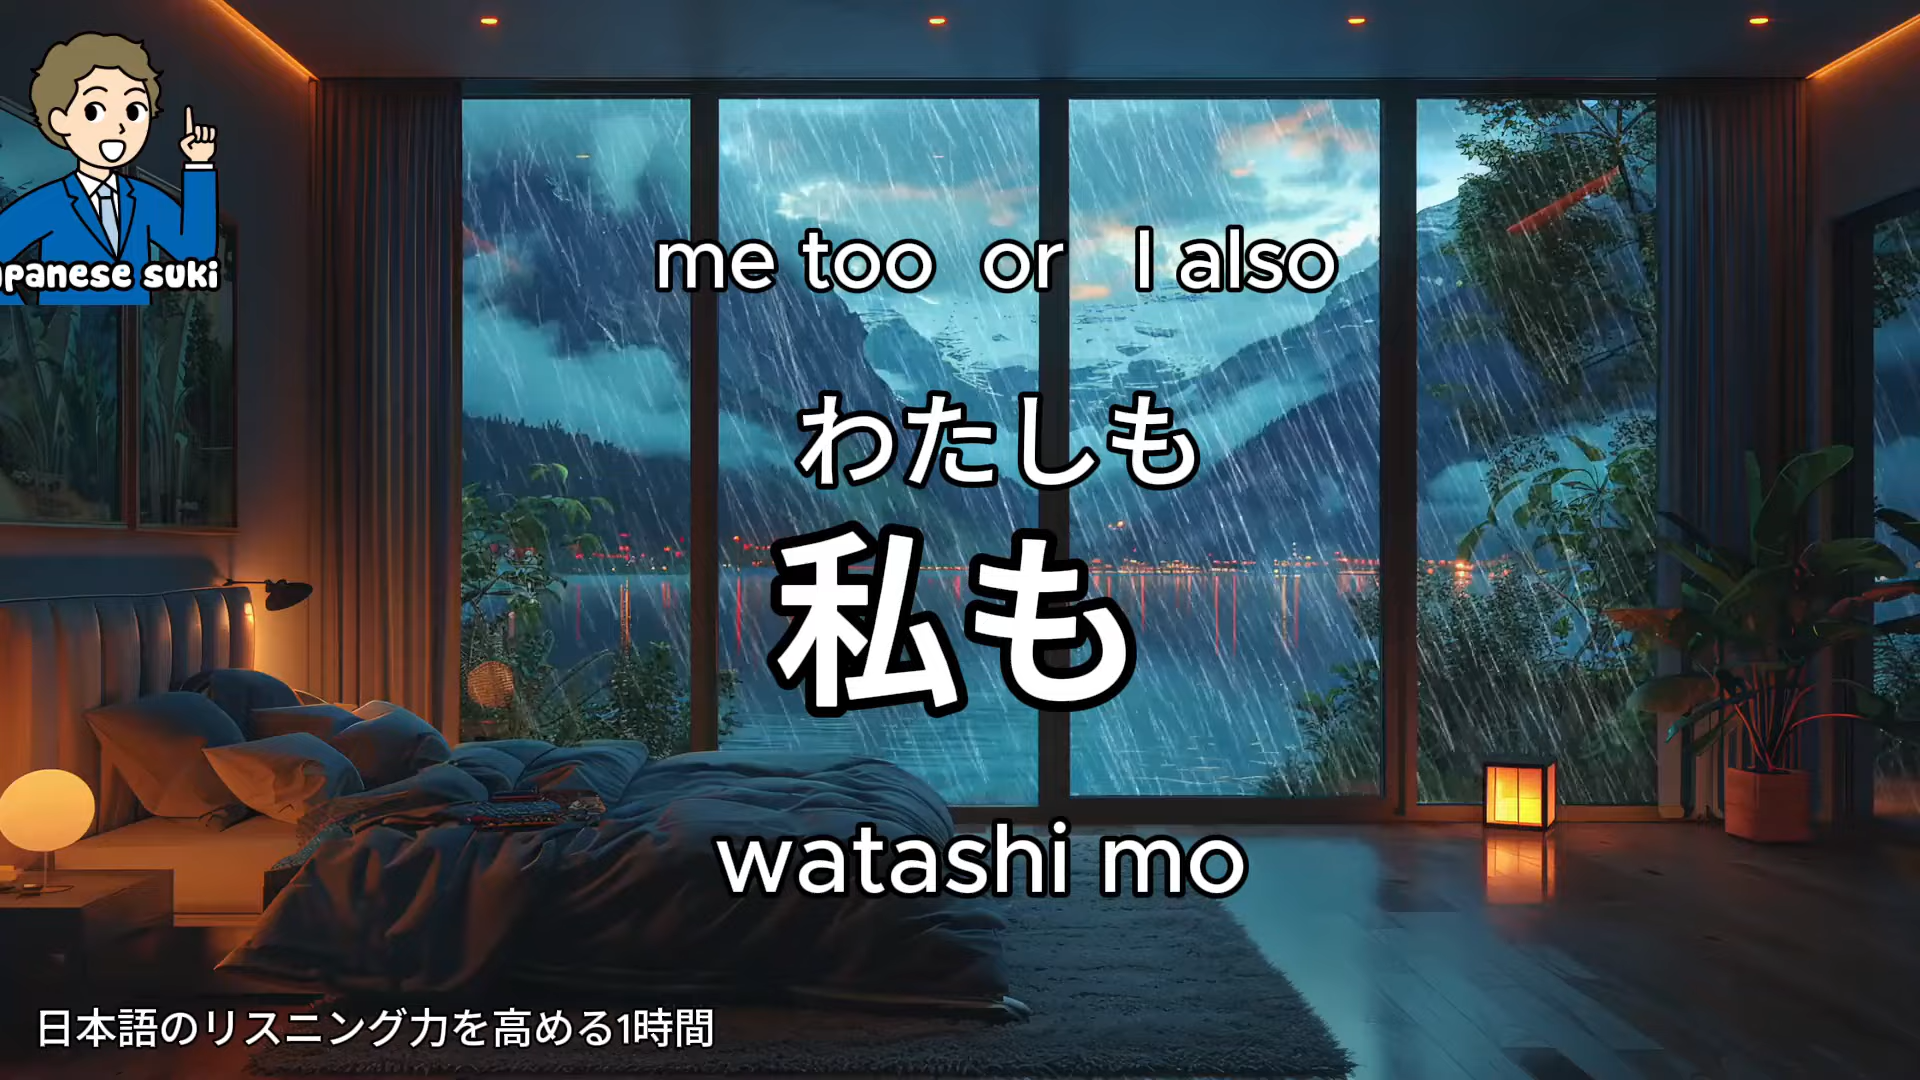 apanese suki
me too or I also
わたしも
私も
watashi mo
日本語のリスニング力を高める1時間